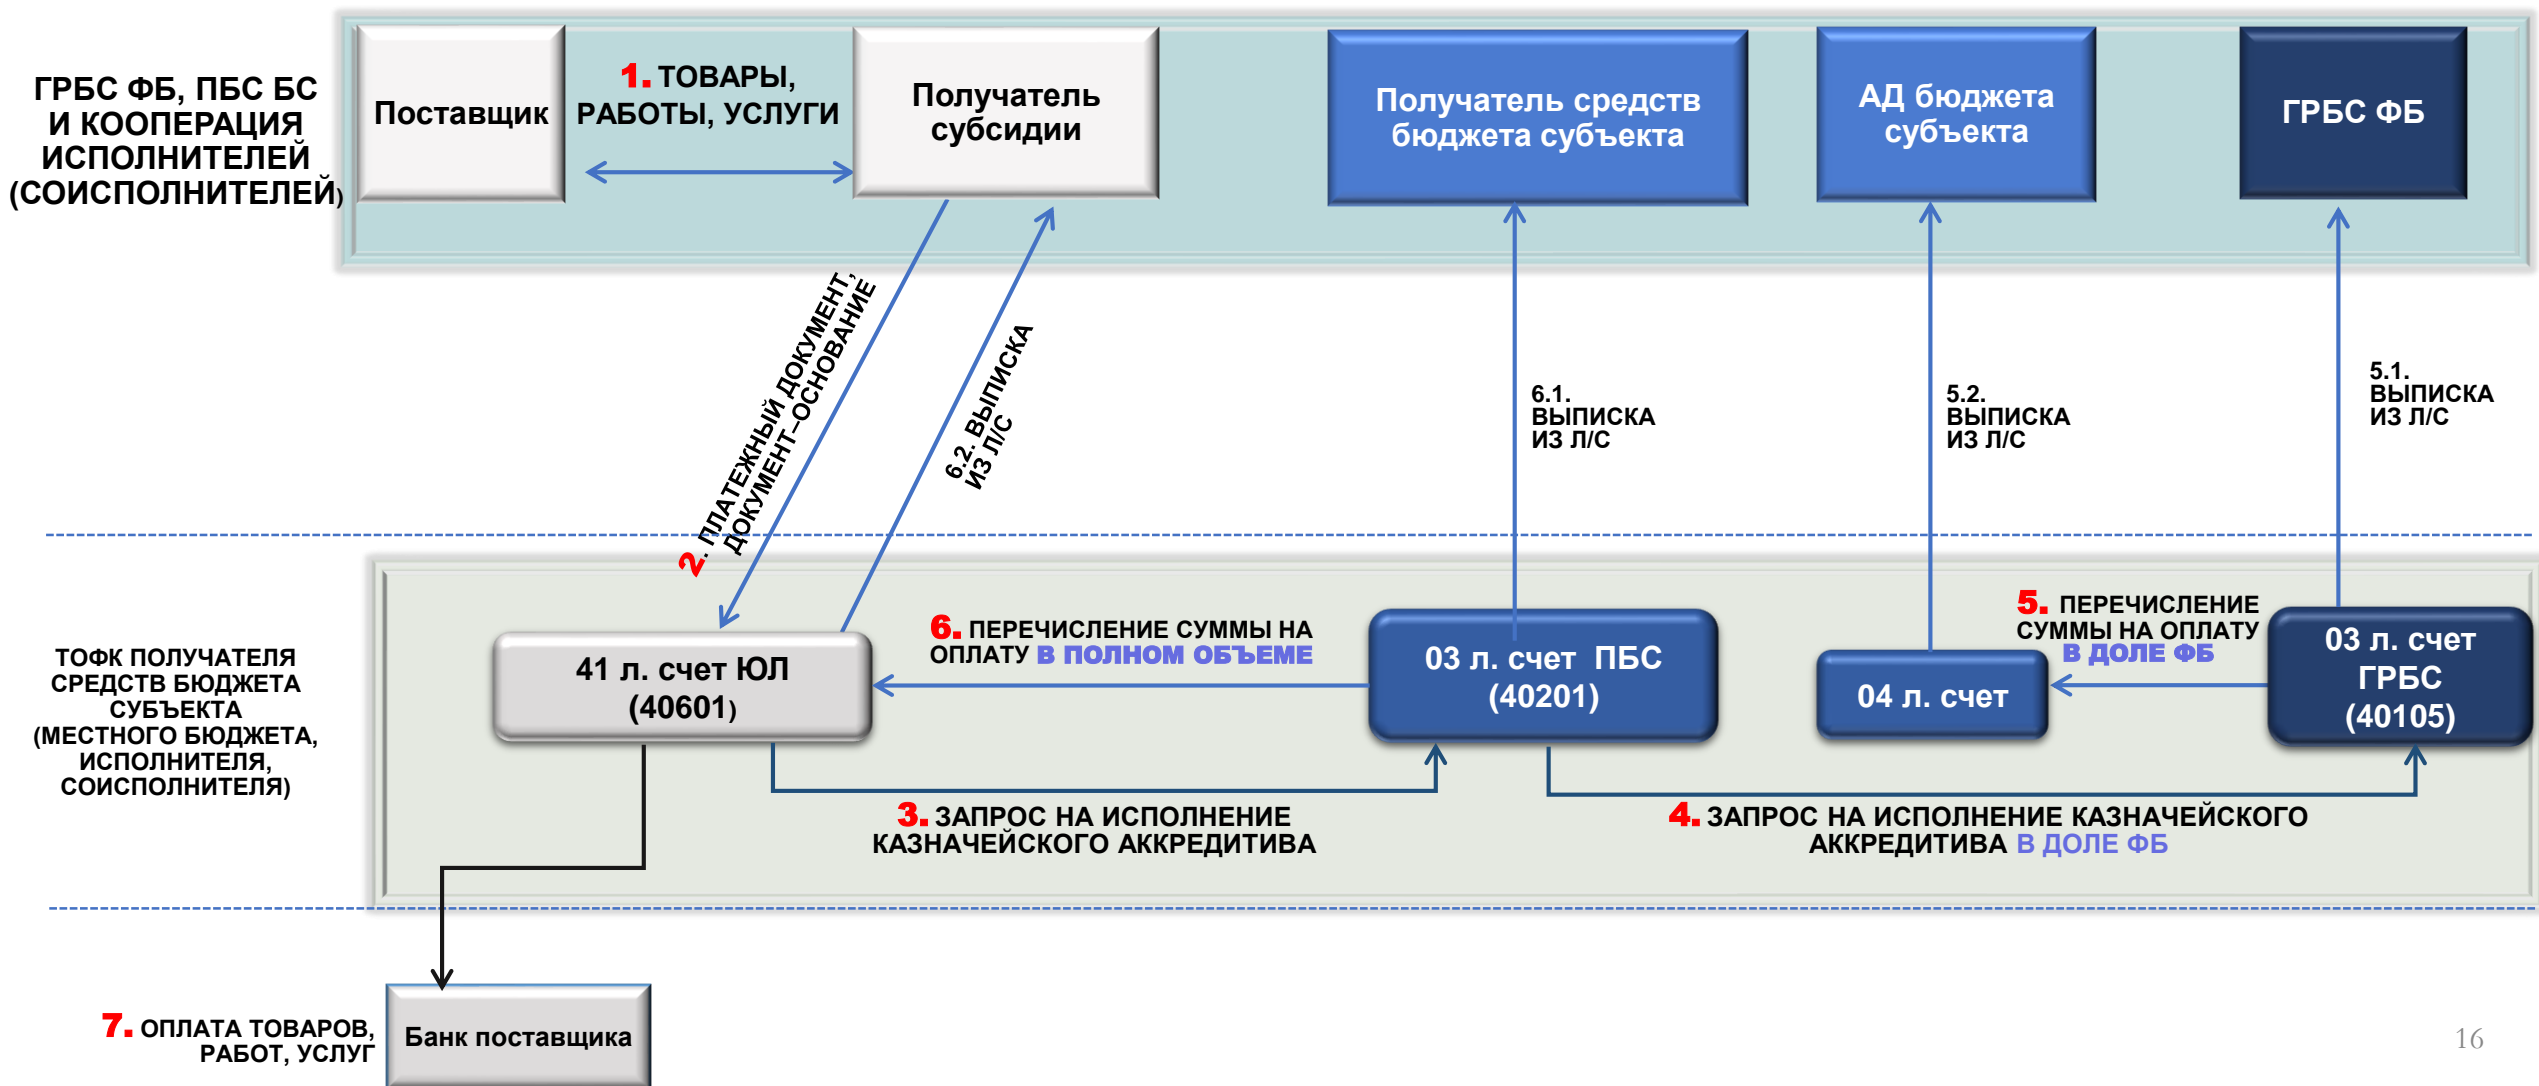 ГРБС ФБ, ПБС БС
И КООПЕРАЦИЯ
ИСПОЛНИТЕЛЕЙ
(СОИСПОЛНИТЕЛЕЙ)
Поставщик
1. ТОВАРЫ,
РАБОТЫ, УСЛУГИ
Получатель
субсидии
Получатель средств
бюджета субъекта
АД бюджета
субъекта
ГРБС ФБ
2. ПЛАТЕЖНЫЙ ДОКУМЕНТ,
ДОКУМЕНТ–ОСНОВАНИЕ
6.2. ВЫПИСКА
ИЗ Л/С
6.1.
ВЫПИСКА
ИЗ Л/С
5.2.
ВЫПИСКА
ИЗ Л/С
5.1.
ВЫПИСКА
ИЗ Л/С
ТОФК ПОЛУЧАТЕЛЯ
СРЕДСТВ БЮДЖЕТА
СУБЪЕКТА
(МЕСТНОГО БЮДЖЕТА,
ИСПОЛНИТЕЛЯ,
СОИСПОЛНИТЕЛЯ)
41 л. счет ЮЛ
(40601)
6. ПЕРЕЧИСЛЕНИЕ СУММЫ НА
ОПЛАТУ В ПОЛНОМ ОБЪЕМЕ
03 л. счет ПБС
(40201)
04 л. счет
5. ПЕРЕЧИСЛЕНИЕ
СУММЫ НА ОПЛАТУ
В ДОЛЕ ФБ
03 л. счет
ГРБС
(40105)
3. ЗАПРОС НА ИСПОЛНЕНИЕ
КАЗНАЧЕЙСКОГО АККРЕДИТИВА
4. ЗАПРОС НА ИСПОЛНЕНИЕ КАЗНАЧЕЙСКОГО
АККРЕДИТИВА В ДОЛЕ ФБ
7. ОПЛАТА ТОВАРОВ,
РАБОТ, УСЛУГ
Банк поставщика
16